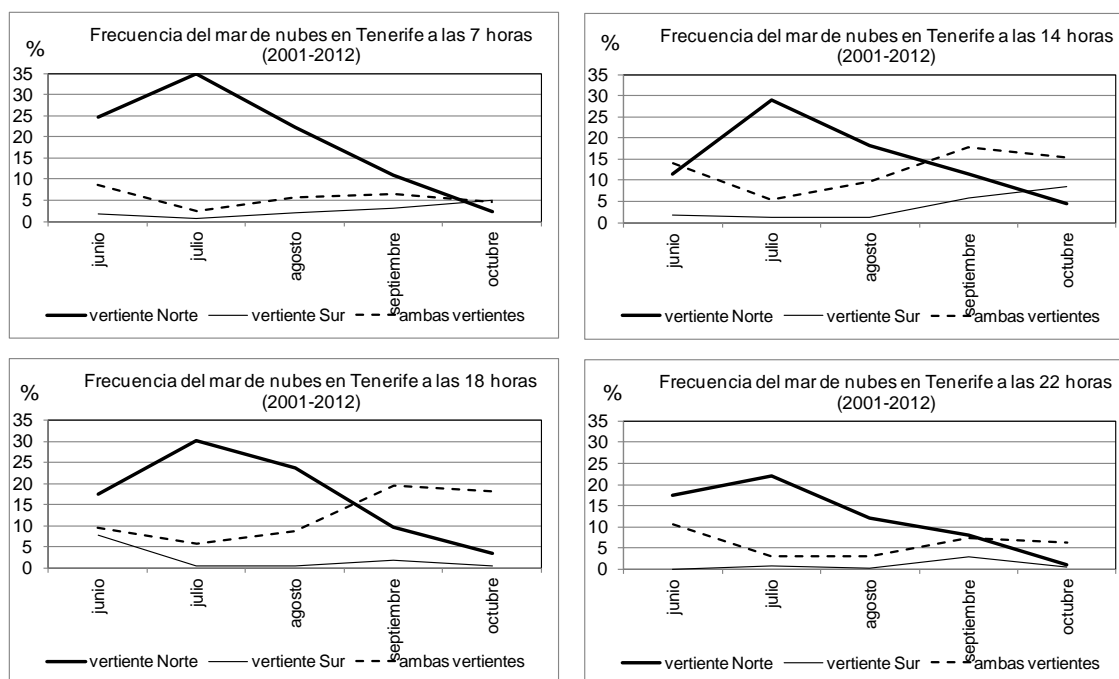 Frecuencia del mar de nubes en Tenerife a las 7 horas
(2001-2012)
%
35
30
25
20
15
10
5
0
junio
julio
agosto
septiembre
octubre
vertiente Norte
vertiente Sur
ambas vertientes
Frecuencia del mar de nubes en Tenerife a las 14 horas
(2001-2012)
%
35
30
25
20
15
10
5
0
junio
julio
agosto
septiembre
octubre
vertiente Norte
vertiente Sur
ambas vertientes
Frecuencia del mar de nubes en Tenerife a las 18 horas
(2001-2012)
%
35
30
25
20
15
10
5
0
junio
julio
agosto
septiembre
octubre
vertiente Norte
vertiente Sur
ambas vertientes
Frecuencia del mar de nubes en Tenerife a las 22 horas
(2001-2012)
%
35
30
25
20
15
10
5
0
junio
julio
agosto
septiembre
octubre
vertiente Norte
vertiente Sur
ambas vertientes